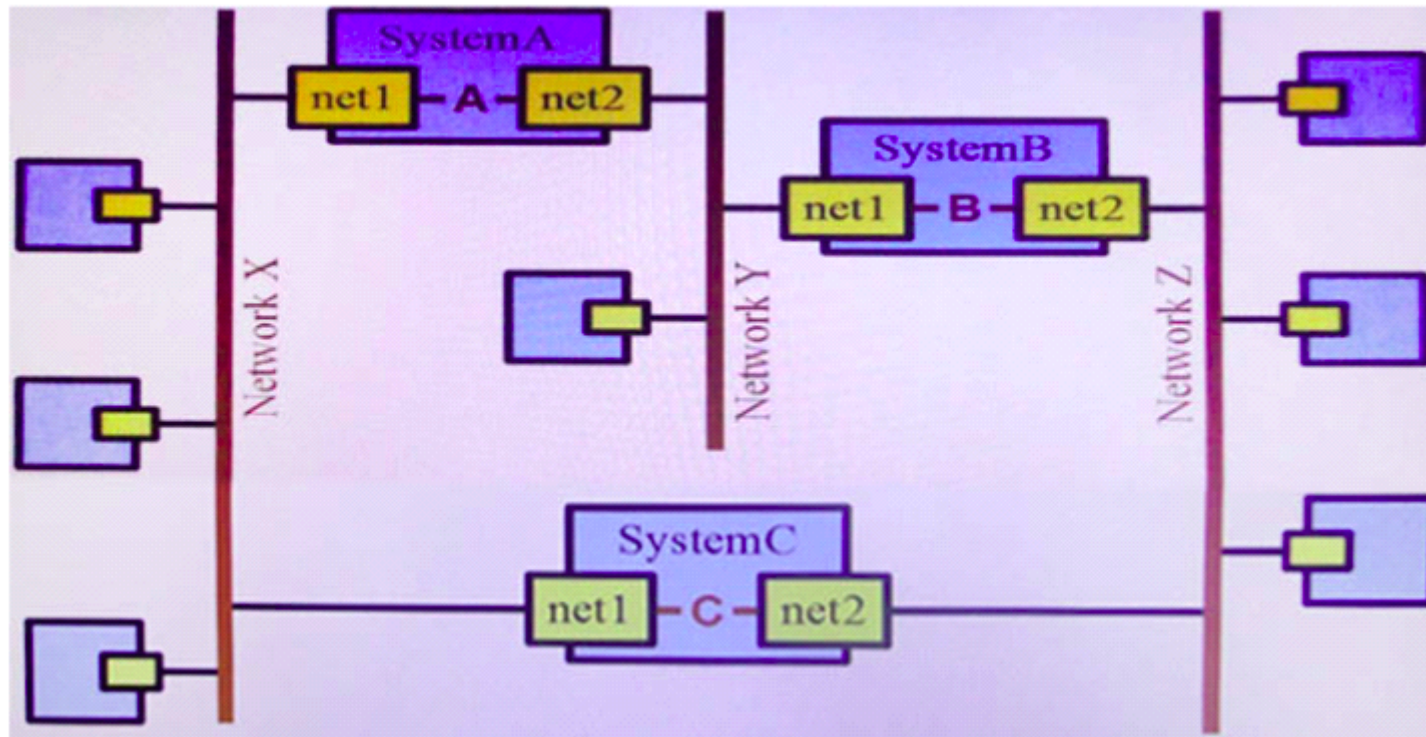 SystemA
net1 A net2
SystemB
net1 B net2
Network X
Network Y
Network Z
SystemC
net1 C net2